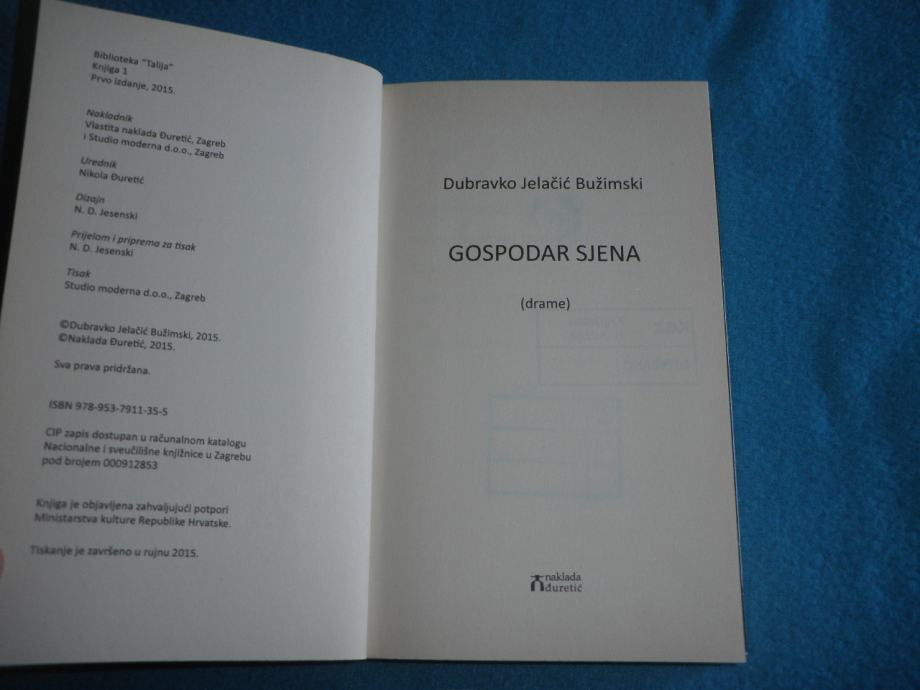 Biblioteka "Talija"
Knjiga 1
Prvo izdanje, 2015.
Nakladnik
Vlastita naklada Đuretić, Zagreb
i Studio moderna d.o.o., Zagreb
Urednik
Nikola Đuretić
Dizajn
N. D. Jesenski
Prijelom i priprema za tisak
N. D. Jesenski
Tisak
Studio moderna d.o.o., Zagreb
©Dubravko Jelačić Bužimski, 2015.
©Naklada Đuretić, 2015.
Sva prava pridržana.
ISBN 978-953-7911-35-5
CIP zapis dostupan u računalnom katalogu
Nacionalne i sveučilišne knjižnice u Zagrebu
pod brojem 000912853
Knjiga je objavljena zahvaljujući potpori
Ministarstva kulture Republike Hrvatske.
Tiskanje je završeno u rujnu 2015.
Dubravko Jelačić Bužimski
GOSPODAR SJENA
(drame)
naklada
đuretić